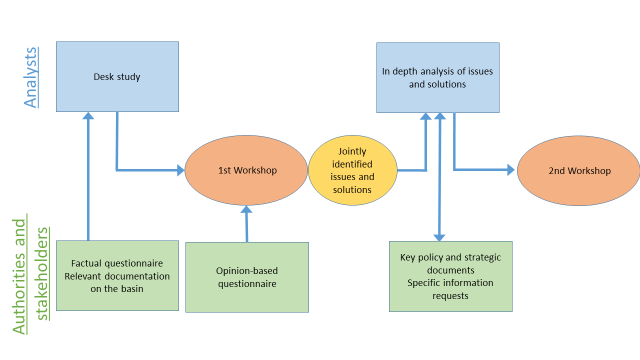 Analysts
Desk study
In depth analysis of issues
and solutions
1st Workshop
Jointly
identified
issues and
solutions
2nd Workshop
Authorities and
stakeholders
Factual questionnaire
Relevant documentation
on the basin
Opinion-based
questionnaire
Key policy and strategic
documents
Specific information
requests